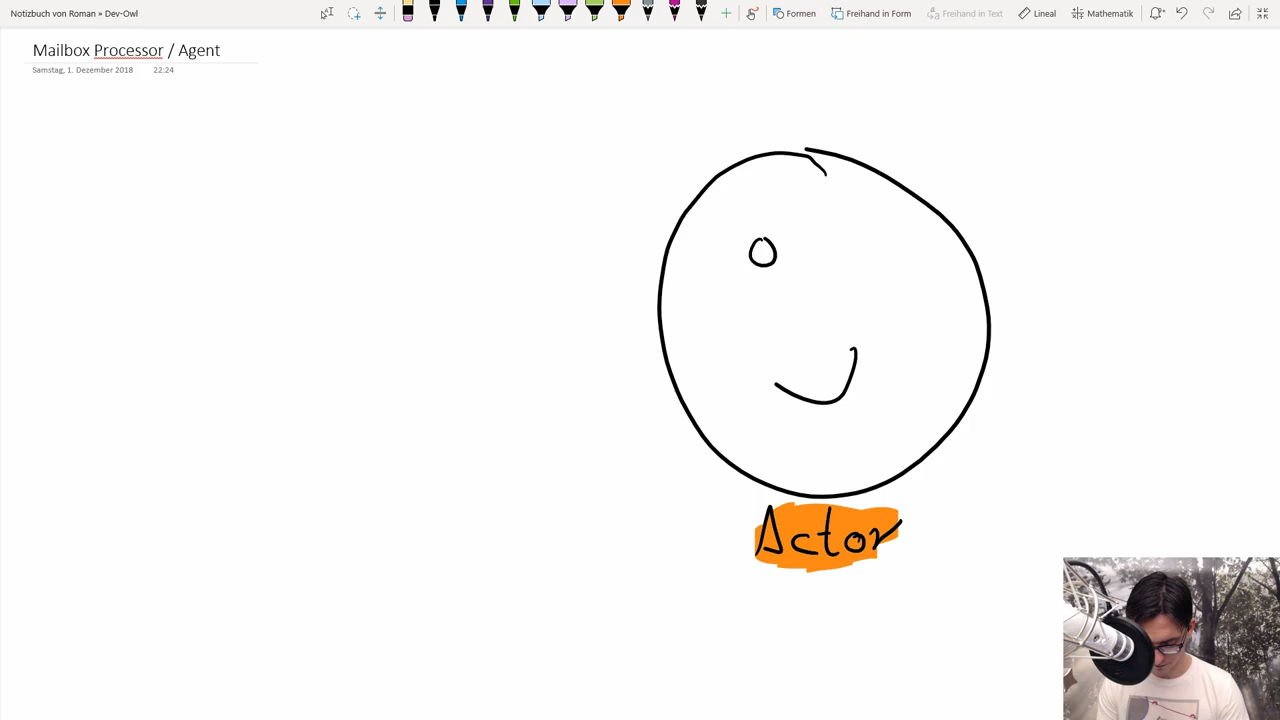 Notizbuch von Roman » Dev-Owl
Formen
Freihand in Form
Freihand in Text
Lineal
Mathematik
Mailbox Processor / Agent
Samstag, 1. Dezember 2018 22:24
Actor